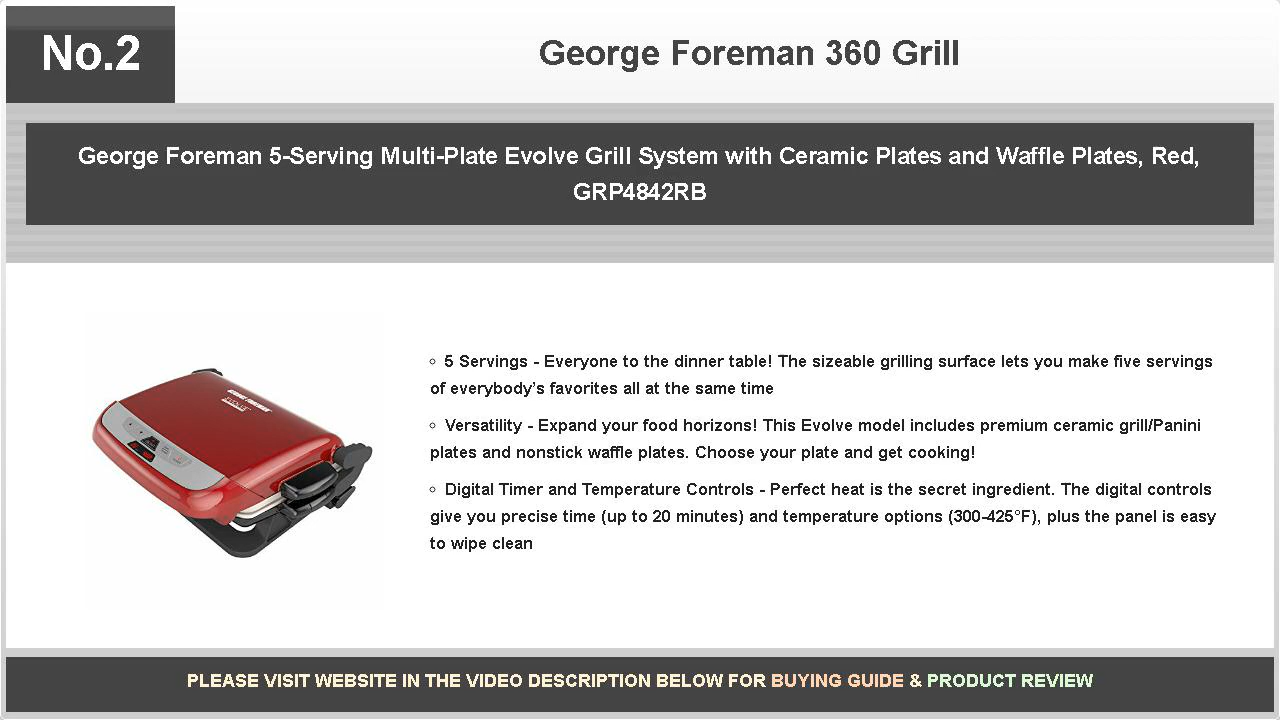 No.2
George Foreman 360 Grill
George Foreman 5-Serving Multi-Plate Evolve Grill System with Ceramic Plates and Waffle Plates, Red,
GRP4842RB
GEORGE FOREMAN
◦ 5 Servings - Everyone to the dinner table! The sizeable grilling surface lets you make five servings
of everybody's favorites all at the same time
◦ Versatility - Expand your food horizons! This Evolve model includes premium ceramic grill/Panini
plates and nonstick waffle plates. Choose your plate and get cooking!
◦ Digital Timer and Temperature Controls - Perfect heat is the secret ingredient. The digital controls
give you precise time (up to 20 minutes) and temperature options (300-425°F), plus the panel is easy
to wipe clean
PLEASE VISIT WEBSITE IN THE VIDEO DESCRIPTION BELOW FOR BUYING GUIDE & PRODUCT REVIEW